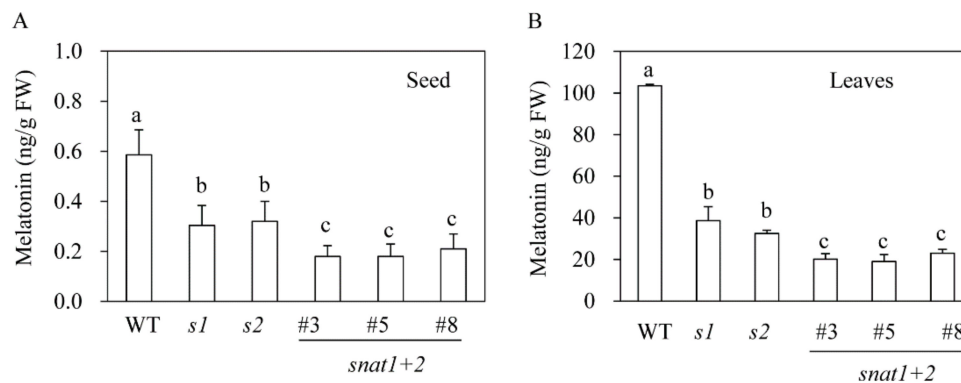 A
Melatonin (ng/g FW)
1.0
0.8
0.6
0.4
0.2
0.0
Seed
a
b
b
c
c
c
WT s1 s2 #3 #5 #8
snat1+2
B
Melatonin (ng/g FW)
120
100
80
60
40
20
0
Leaves
a
b
b
c
c
c
WT s1 s2 #3 #5 #8
snat1+2